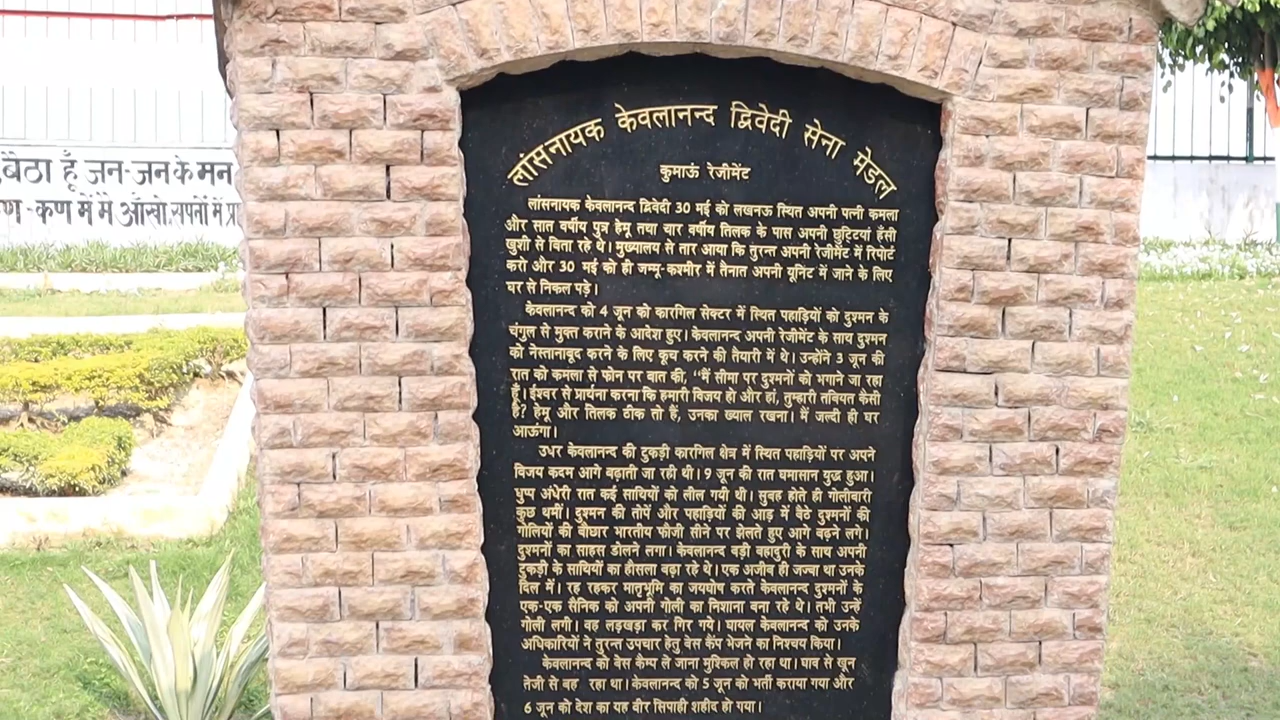 बैठा हूँ जन-जन के मन
कण-कण में मैं आँसो,सपनों में प्र
लांसनायक केवलानन्द द्विवेदी सेना मेडल
कुमाऊं रेजीमेंट
लांसनायक केवलानन्द द्विवेदी 30 मई को लखनऊ स्थित अपनी पत्नी कमला
और सात वर्षीय पुत्र हेमू तथा चार वर्षीय तिलक के पास अपनी छुट्टियां हँसी
खुशी से बिता रहे थे। मुख्यालय से तार आया कि तुरन्त अपनी रेजीमेंट में रिपोर्ट
करो और 30 मई को ही जम्मू-कश्मीर में तैनात अपनी यूनिट में जाने के लिए
घर से निकल पड़े।
केवलानन्द को 4 जून को कारगिल सेक्टर में स्थित पहाड़ियों को दुश्मन के
चंगुल से मुक्त कराने के आदेश हुए। केवलानन्द अपनी रेजीमेंट के साथ दुश्मन
को नेस्तानाबूद करने के लिए कूच करने की तैयारी में थे। उन्होंने 3 जून की
रात को कमला से फोन पर बात की, “मैं सीमा पर दुश्मनों को भगाने जा रहा
हूँ। ईश्वर से प्रार्थना करना कि हमारी विजय हो और हां, तुम्हारी तबियत कैसी
है? हेमू और तिलक ठीक तो हैं, उनका ख्याल रखना। मैं जल्दी ही घर
आऊंगा।
उधर केवलानन्द की टुकड़ी कारगिल क्षेत्र में स्थित पहाड़ियों पर अपने
विजय कदम आगे बढ़ाती जा रही थी। 9 जून की रात घमासान युद्ध हुआ।
घुप्प अंधेरी रात कई साथियों को लील गयी थी। सुबह होते ही गोलीबारी
कुछ थमीं। दुश्मन की तोपें और पहाड़ियों की आड़ में बैठे दुश्मनों की
गोलियों की बौछार भारतीय फौजी सीने पर झेलते हुए आगे बढ़ने लगे।
दुश्मनों का साहस डोलने लगा। केवलानन्द बड़ी बहादुरी के साथ अपनी
टुकड़ी के साथियों का हौसला बढ़ा रहे थे। एक अजीब ही जज्बा था उनके
दिल में। रह रहकर मातृभूमि का जयघोष करते केवलानन्द दुश्मनों के
एक-एक सैनिक को अपनी गोली का निशाना बना रहे थे। तभी उन्हें
गोली लगी। वह लड़खड़ा कर गिर गये। घायल केवलानन्द को उनके
अधिकारियों ने तुरन्त उपचार हेतु बेस कैंप भेजने का निश्चय किया।
केवलानन्द को बेस कैम्प ले जाना मुश्किल हो रहा था। घाव से खून
तेजी से बह रहा था। केवलानन्द को 5 जून को भर्ती कराया गया और
6 जून को देश का यह वीर सिपाही शहीद हो गया।